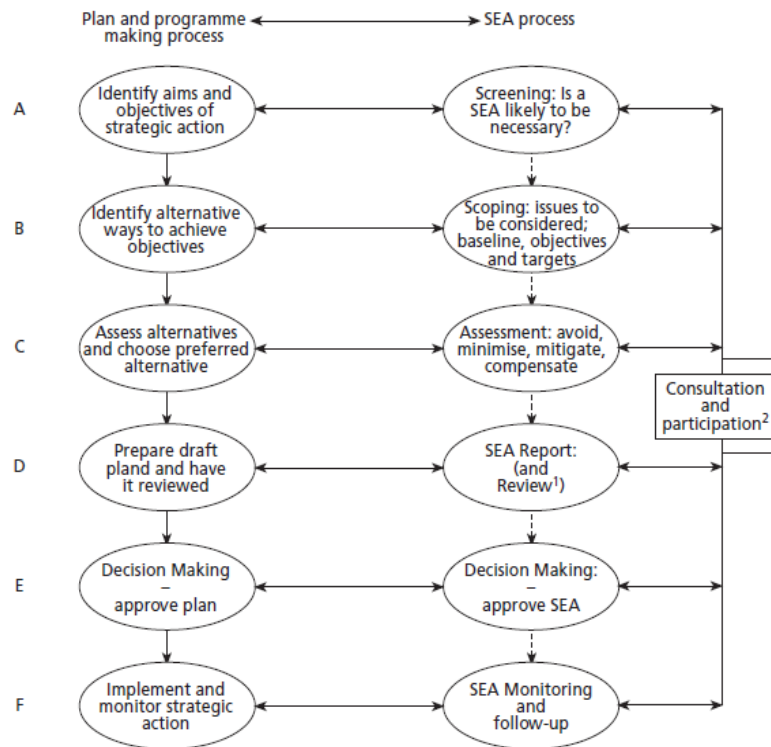 Plan and programme
making process
SEA process
A
Identify aims and
objectives of
strategic action
Screening: Is a
SEA likely to be
necessary?
B
Identify alternative
ways to achieve
objectives
Scoping: issues to
be considered;
baseline, objectives
and targets
C
Assess alternatives
and choose preferred
alternative
Assessment: avoid,
minimise, mitigate,
compensate
Consultation
and
participation²
D
Prepare draft
pland and have
it reviewed
SEA Report:
(and
Review¹)
E
Decision Making
–
approve plan
Decision Making:
–
approve SEA
F
Implement and
monitor strategic
action
SEA Monitoring
and
follow-up